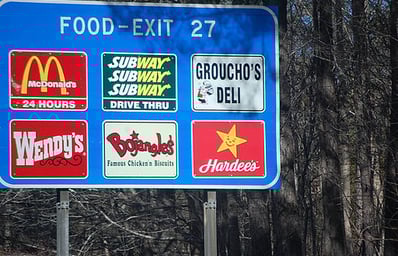 FOOD-EXIT 27
McDonald's
24 HOURS
SUBWAY
SUBWAY
SUBWAY
DRIVE THRU
GROUCHO'S
DELI
WENDY'S
Bojangles'
Famous Chicken'n Biscuits
Hardee's